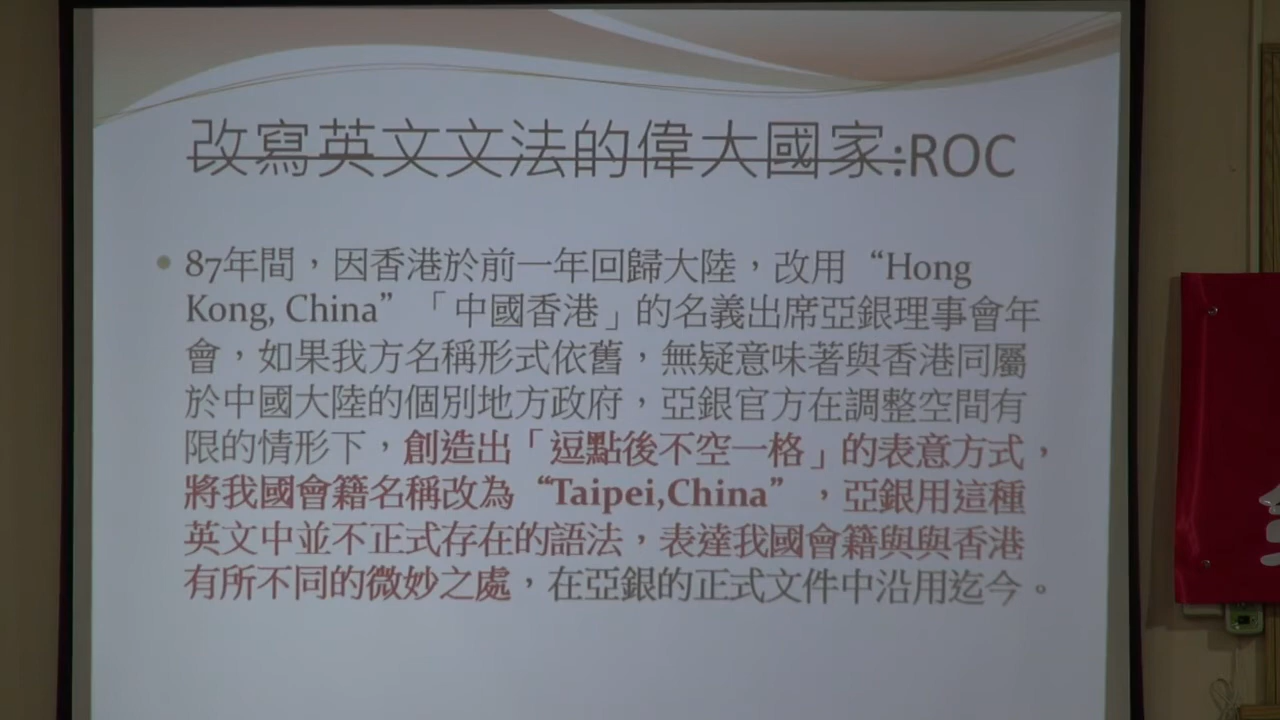 改寫英文文法的偉大國家:ROC
• 87年間，因香港於前一年回歸大陸，改用“Hong
Kong, China”「中國香港」的名義出席亞銀理事會年
會，如果我方名稱形式依舊，無疑意味著與香港同屬
於中國大陸的個別地方政府，亞銀官方在調整空間有
限的情形下，創造出「逗點後不空一格」的表意方式，
將我國會籍名稱改為“Taipei,China”，亞銀用這種
英文中並不正式存在的語法，表達我國會籍與與香港
有所不同的微妙之處，在亞銀的正式文件中沿用迄今。